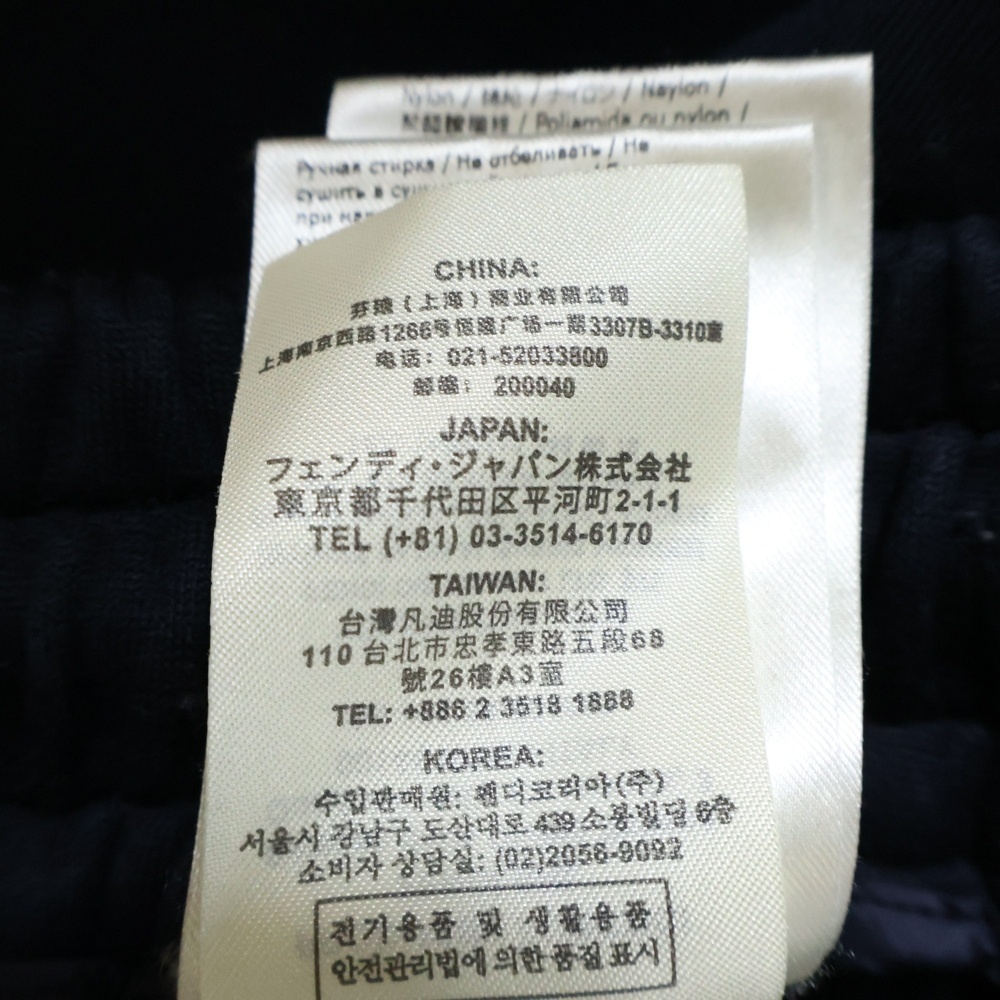 Nylon / 錦綸 / ナイロン / Naylon /
Poliamida ou nylon /
Ручная стирка / Не отбеливать / Не
сушить в
при
CHINA:
芬迪（上海）商业有限公司
上海南京西路1266号恒隆广场一期3307B-3310室
电话：021-52033800
邮编：200040
JAPAN:
フェンディ・ジャパン株式会社
東京都千代田区平河町2-1-1
TEL (+81) 03-3514-6170
TAIWAN:
台灣凡迪股份有限公司
110 台北市忠孝東路五段68
號26樓A3室
TEL: +886 2 3518 1888
KOREA:
수입판매원: 펜디코리아(주)
서울시 강남구 도산대로 439 소봉빌딩 6층
소비자 상담실: (02)2056-9092
전기용품 및 생활용품
안전관리법에 의한 품질 표시